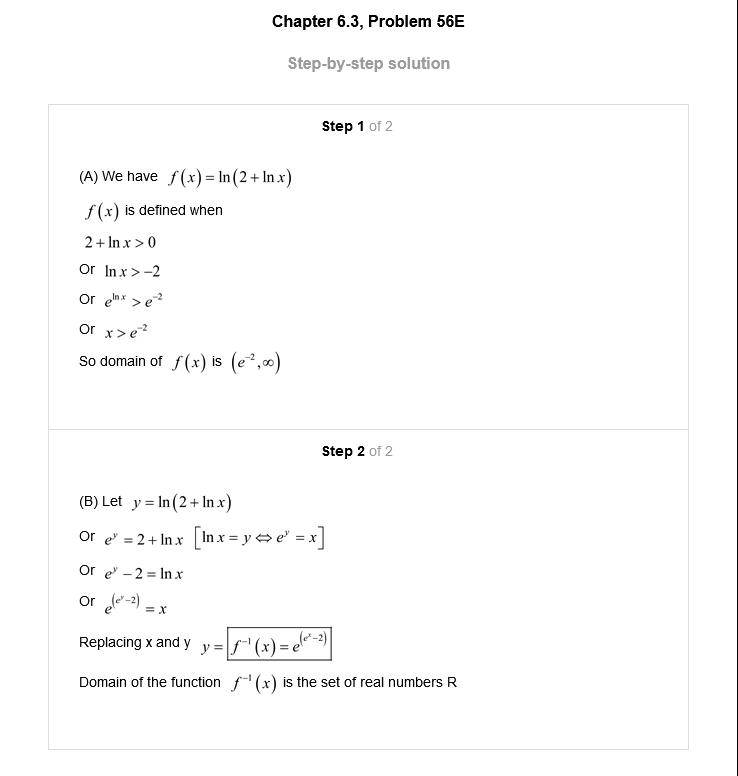 Chapter 6.3, Problem 56E
Step-by-step solution
Step 1 of 2
(A) We have f(x) = ln(2 + ln x)
f(x) is defined when
2 + ln x > 0
Or ln x > −2
Or e^{ln x} > e^{−2}
Or x > e^{−2}
So domain of f(x) is (e^{−2}, ∞)
Step 2 of 2
(B) Let y = ln(2 + ln x)
Or e^y = 2 + ln x [ln x = y ⇔ e^y = x]
Or e^y − 2 = ln x
Or e^{(e^y − 2)} = x
Replacing x and y y = f^{−1}(x) = e^{(e^x − 2)}
Domain of the function f^{−1}(x) is the set of real numbers R